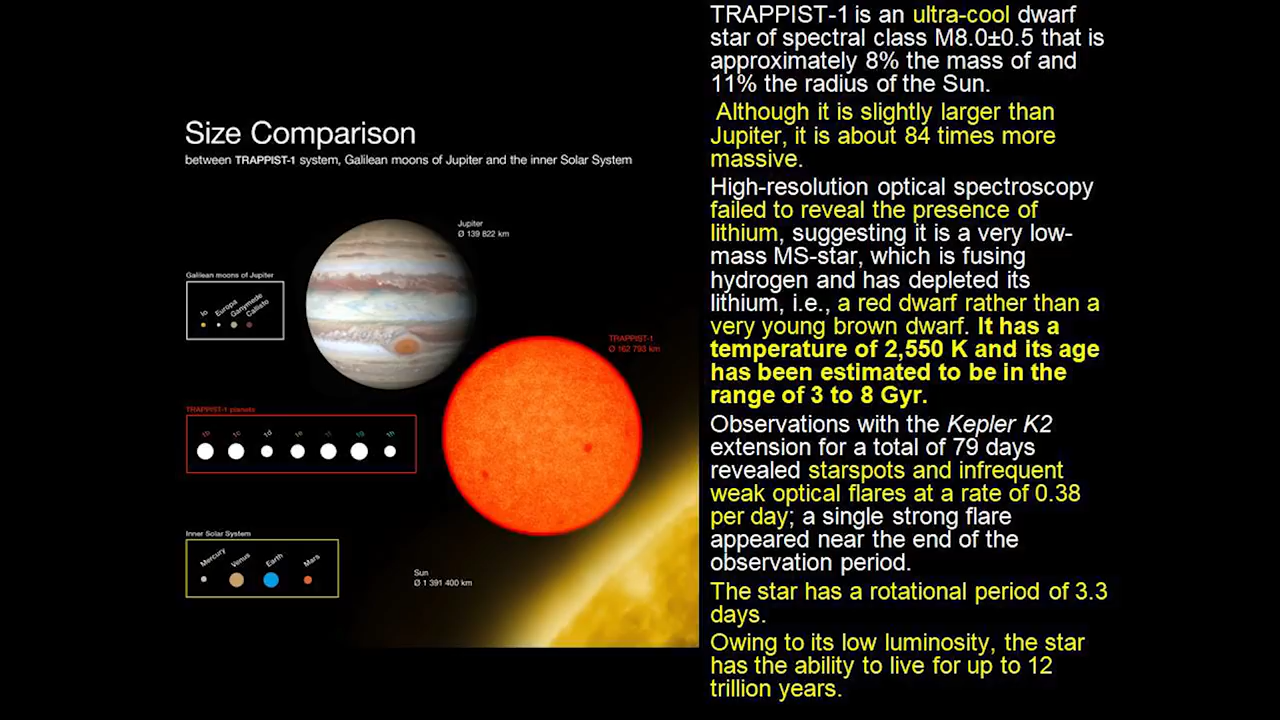 Size Comparison
between TRAPPIST-1 system, Galilean moons of Jupiter and the inner Solar System
Jupiter
Ø 139 822 km
Galilean moons of Jupiter
Io
Europa
Ganymede
Callisto
TRAPPIST-1
Ø 162 793 km
TRAPPIST-1 planets
1b
1c
1d
1e
1f
1g
1h
Inner Solar System
Mercury
Venus
Earth
Mars
Sun
Ø 1 391 400 km
TRAPPIST-1 is an ultra-cool dwarf
star of spectral class M8.0±0.5 that is
approximately 8% the mass of and
11% the radius of the Sun.
Although it is slightly larger than
Jupiter, it is about 84 times more
massive.
High-resolution optical spectroscopy
failed to reveal the presence of
lithium, suggesting it is a very low-
mass MS-star, which is fusing
hydrogen and has depleted its
lithium, i.e., a red dwarf rather than a
very young brown dwarf. It has a
temperature of 2,550 K and its age
has been estimated to be in the
range of 3 to 8 Gyr.
Observations with the Kepler K2
extension for a total of 79 days
revealed starspots and infrequent
weak optical flares at a rate of 0.38
per day; a single strong flare
appeared near the end of the
observation period.
The star has a rotational period of 3.3
days.
Owing to its low luminosity, the star
has the ability to live for up to 12
trillion years.